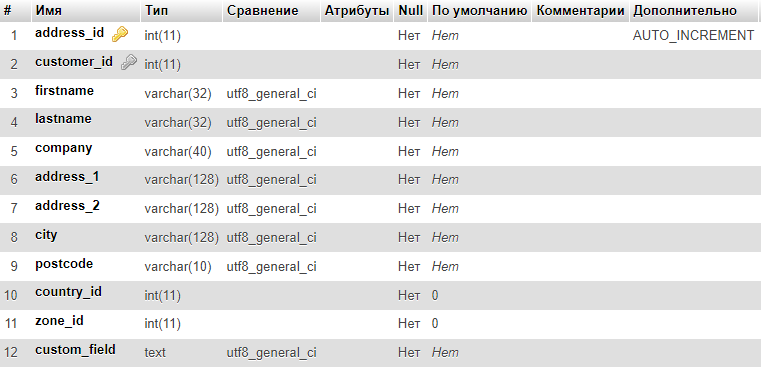 # Имя Тип Сравнение Атрибуты Null По умолчанию Комментарии Дополнительно
1 address_id int(11) Нет Нет AUTO_INCREMENT
2 customer_id int(11) Нет Нет
3 firstname varchar(32) utf8_general_ci Нет Нет
4 lastname varchar(32) utf8_general_ci Нет Нет
5 company varchar(40) utf8_general_ci Нет Нет
6 address_1 varchar(128) utf8_general_ci Нет Нет
7 address_2 varchar(128) utf8_general_ci Нет Нет
8 city varchar(128) utf8_general_ci Нет Нет
9 postcode varchar(10) utf8_general_ci Нет Нет
10 country_id int(11) Нет 0
11 zone_id int(11) Нет 0
12 custom_field text utf8_general_ci Нет Нет